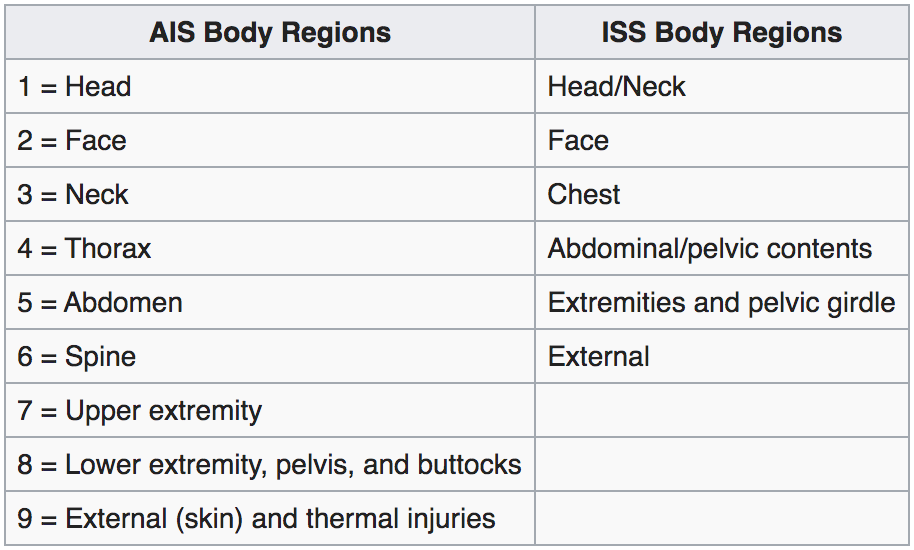 AIS Body Regions ISS Body Regions
1 = Head Head/Neck
2 = Face Face
3 = Neck Chest
4 = Thorax Abdominal/pelvic contents
5 = Abdomen Extremities and pelvic girdle
6 = Spine External
7 = Upper extremity
8 = Lower extremity, pelvis, and buttocks
9 = External (skin) and thermal injuries